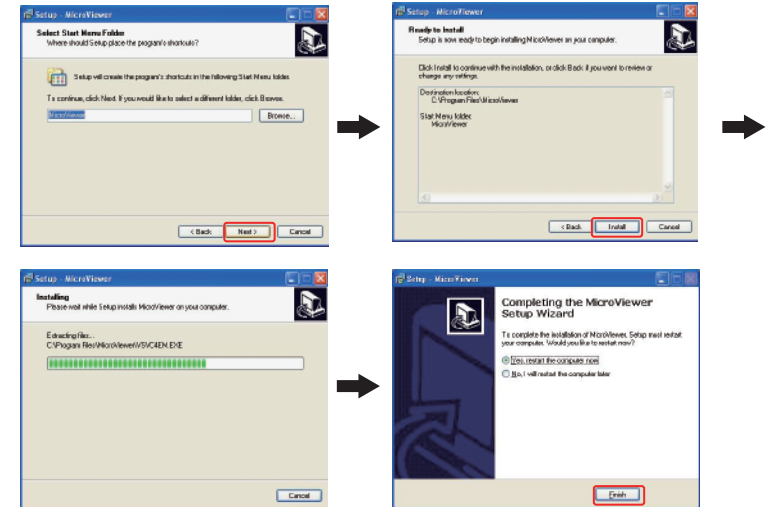 Setup - MicroViewer
Select Start Menu Folder
Where should Setup place the program's shortcuts?
Setup will create the program's shortcuts in the following Start Menu folder.
To continue, click Next. If you would like to select a different folder, click Browse.
MicroViewer
Browse...
< Back
Next >
Cancel
Setup - MicroViewer
Ready to Install
Setup is now ready to begin installing MicroViewer on your computer.
Click Install to continue with the installation, or click Back if you want to review or
change any settings.
Destination location:
C:\Program Files\MicroViewer
Start Menu folder:
MicroViewer
< Back
Install
Cancel
Setup - MicroViewer
Installing
Please wait while Setup installs MicroViewer on your computer.
Extracting files...
C:\Program Files\MicroViewer\VSVC4EN.EXE
Cancel
Setup - MicroViewer
Completing the MicroViewer
Setup Wizard
To complete the installation of MicroViewer, Setup must restart
your computer. Would you like to restart now?
Yes, restart the computer now
No, I will restart the computer later
Finish